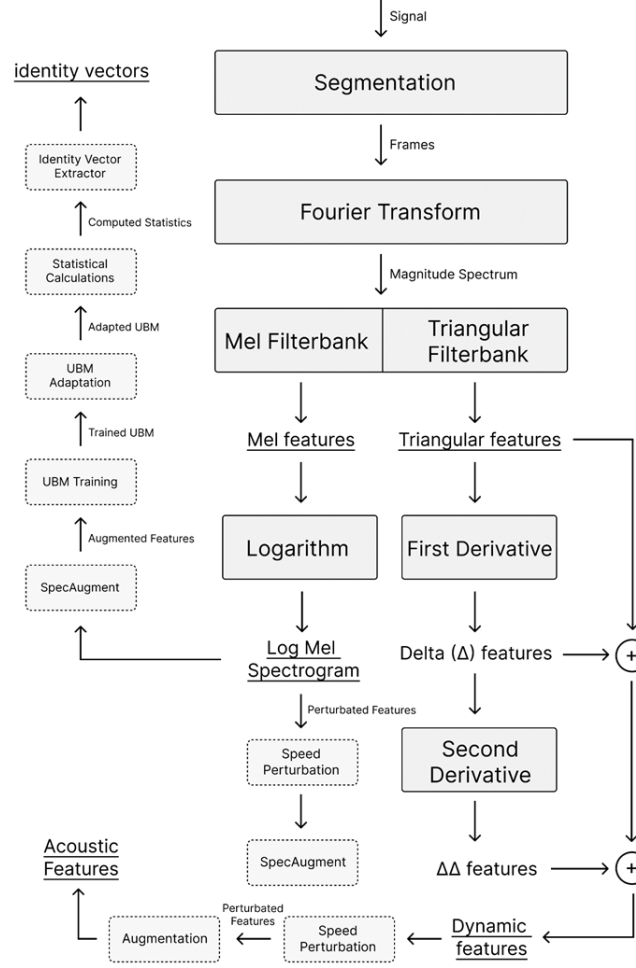 Signal
identity vectors
Segmentation
Frames
Identity Vector
Extractor
Fourier Transform
Computed Statistics
Statistical
Calculations
Magnitude Spectrum
Adapted UBM
Mel Filterbank
Triangular
Filterbank
UBM
Adaptation
Trained UBM
Mel features
Triangular features
UBM Training
Augmented Features
Logarithm
First Derivative
SpecAugment
Log Mel
Spectrogram
Delta (Δ) features
+
Perturbated Features
Speed
Perturbation
Second
Derivative
Acoustic
Features
SpecAugment
ΔΔ features
+
Perturbated
Features
Augmentation
Speed
Perturbation
Dynamic
features